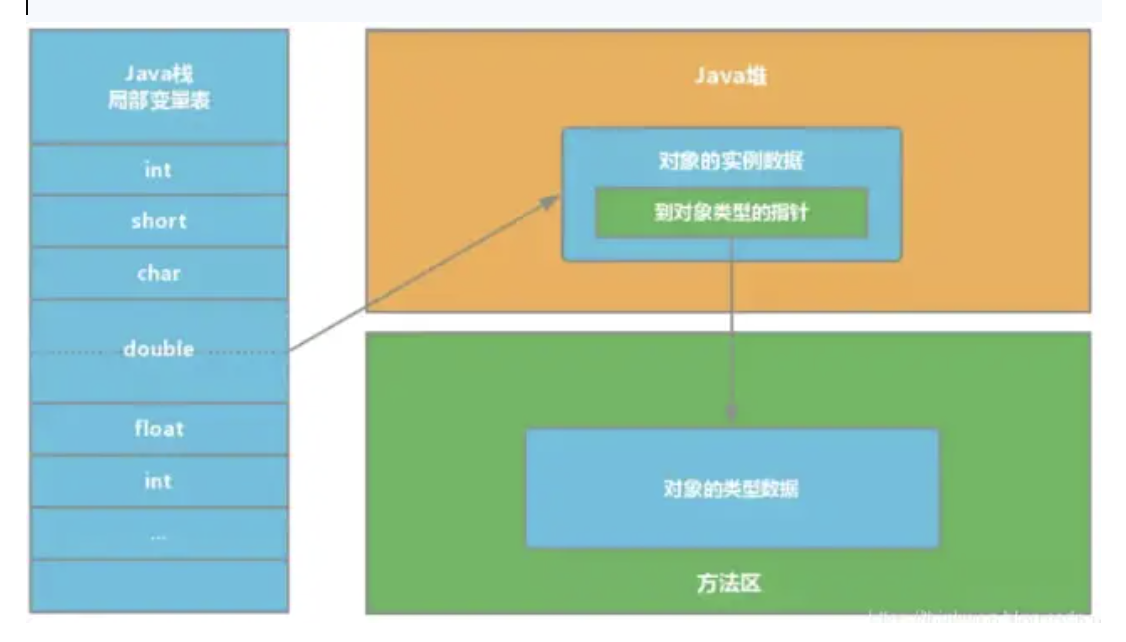 Java栈
局部变量表
int
short
char
double
float
int
...
Java堆
对象的实例数据
到对象类型的指针
对象的类型数据
方法区